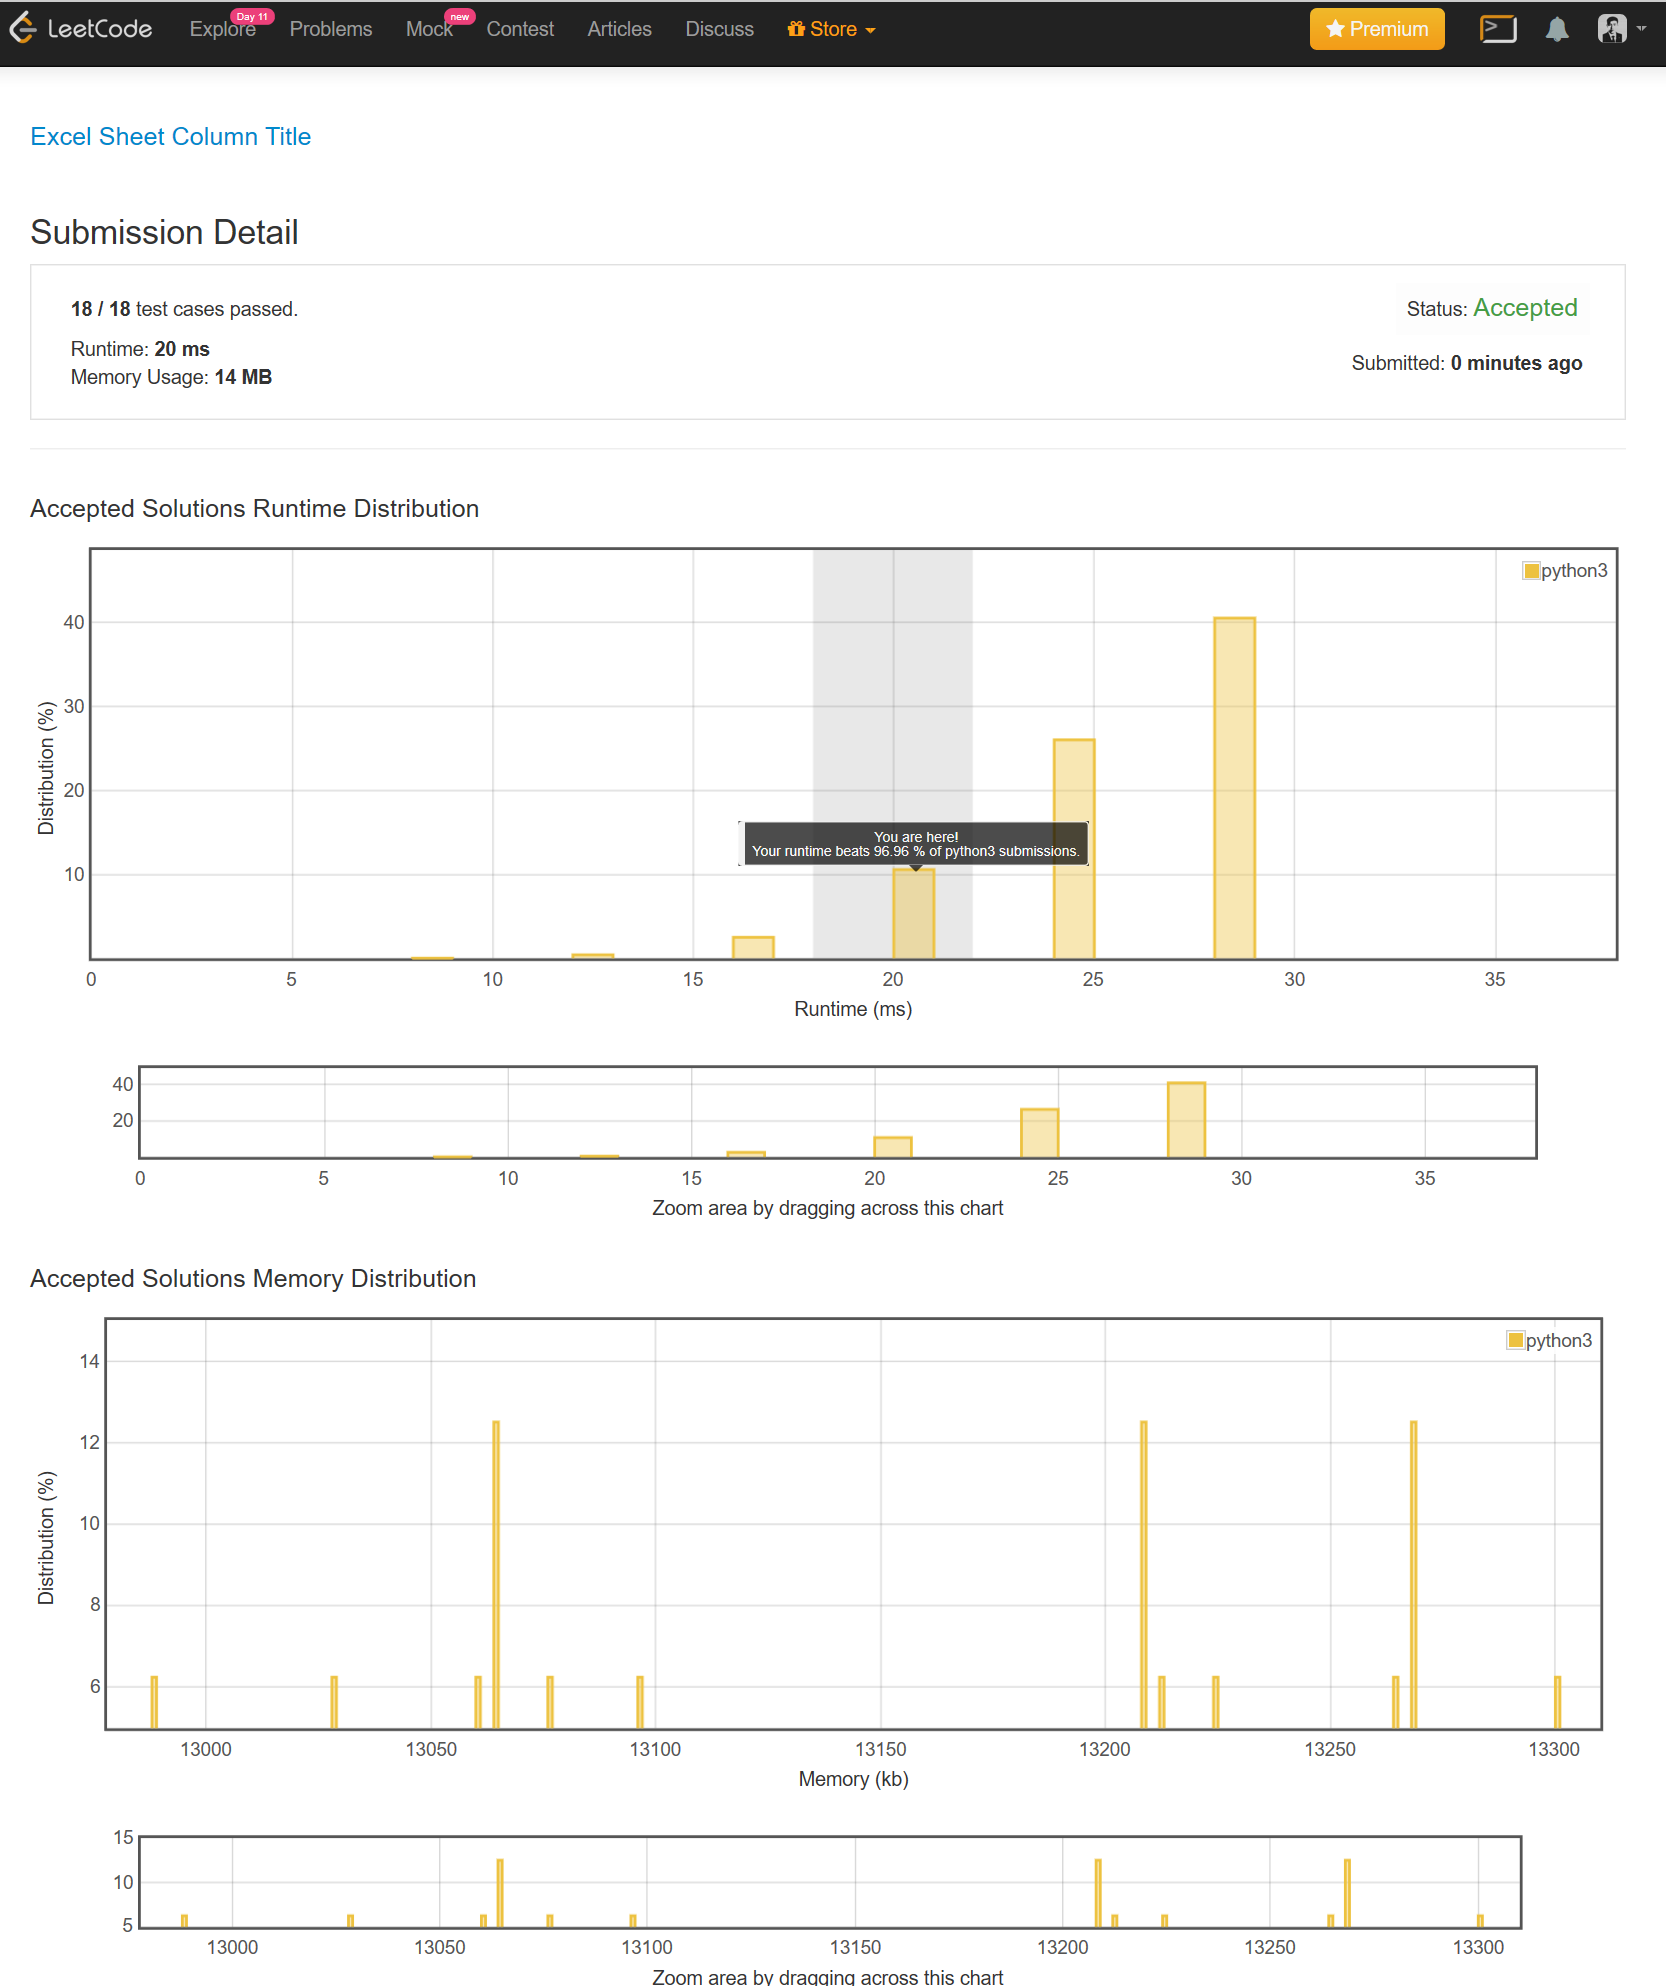 LeetCode Explore Day 11 Problems Mock new Contest Articles Discuss Store Premium
Excel Sheet Column Title
Submission Detail
18 / 18 test cases passed.
Status: Accepted
Runtime: 20 ms
Submitted: 0 minutes ago
Memory Usage: 14 MB
Accepted Solutions Runtime Distribution
python3
40
30
20
10
Distribution (%)
You are here!
Your runtime beats 96.96 % of python3 submissions.
0 5 10 15 20 25 30 35
Runtime (ms)
40
20
0 5 10 15 20 25 30 35
Zoom area by dragging across this chart
Accepted Solutions Memory Distribution
python3
14
12
10
8
6
Distribution (%)
13000 13050 13100 13150 13200 13250 13300
Memory (kb)
15
10
5
13000 13050 13100 13150 13200 13250 13300
Zoom area by dragging across this chart